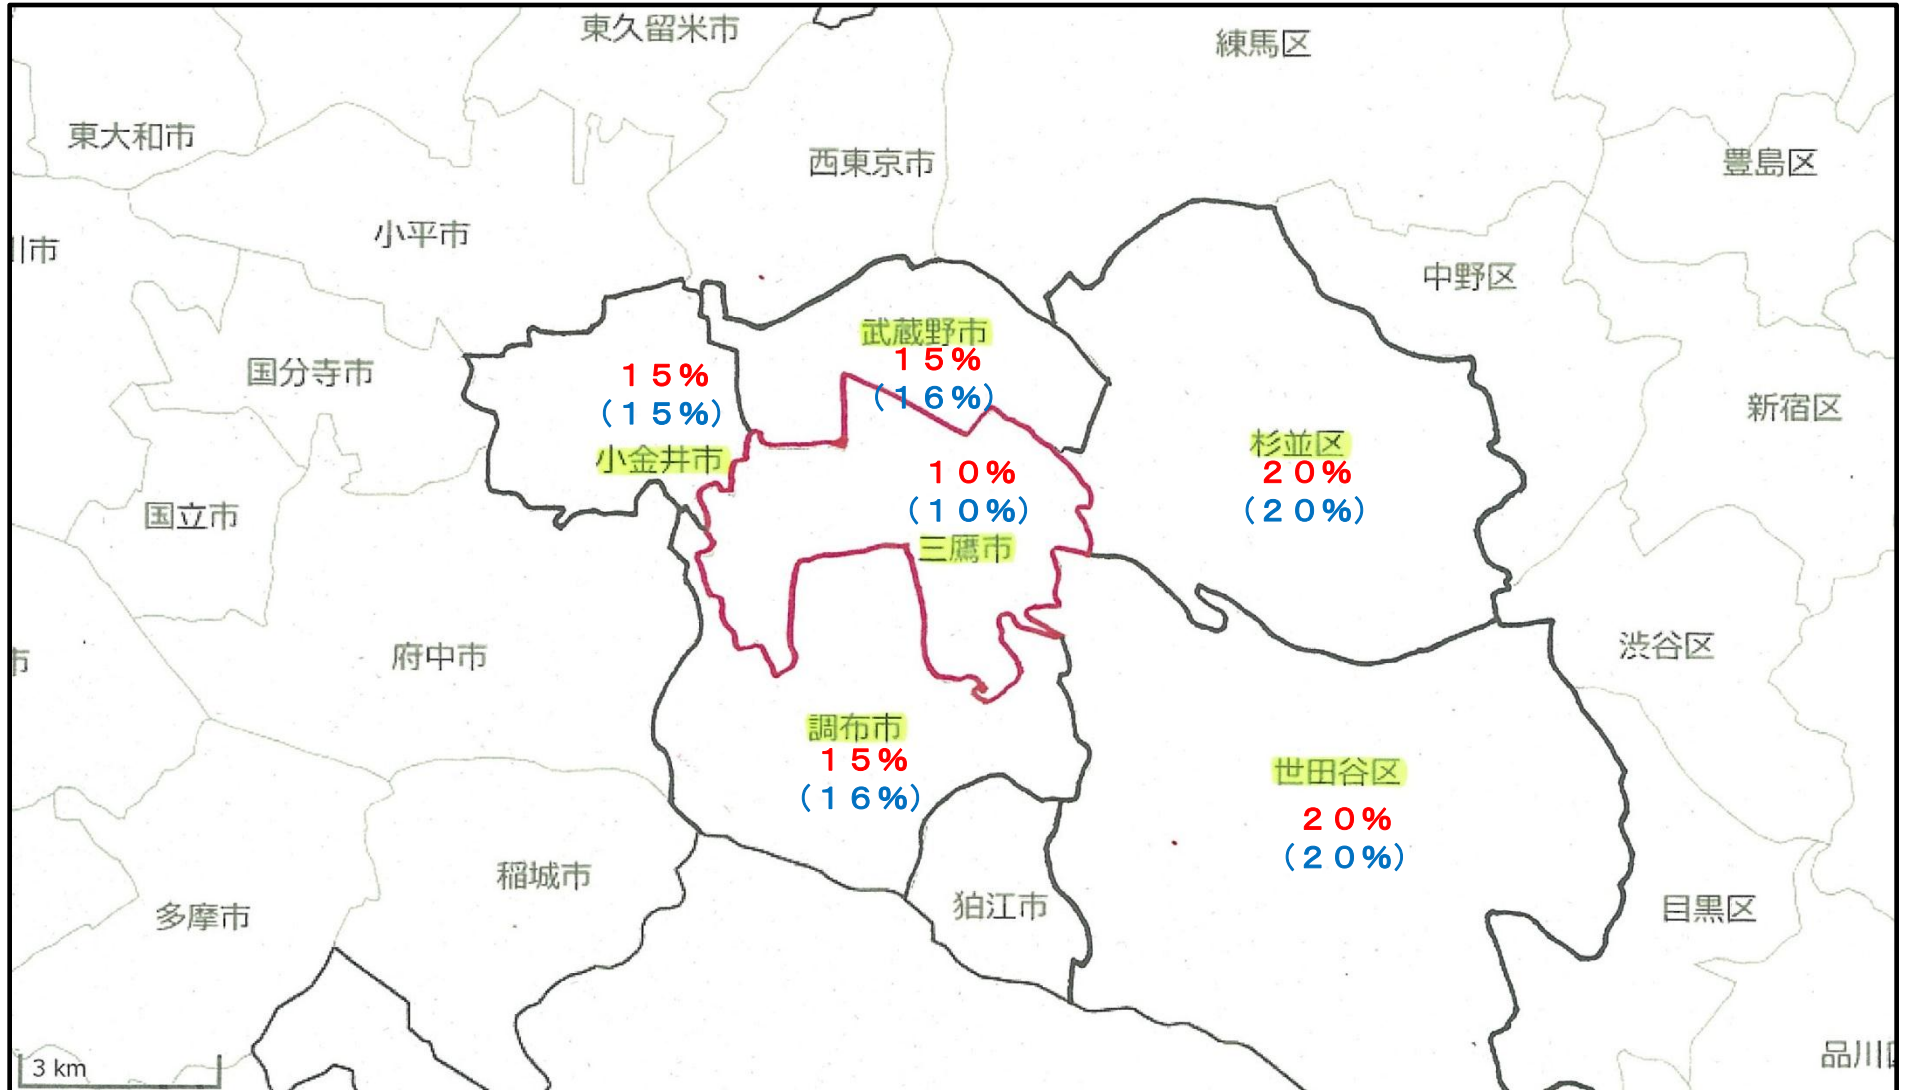 東久留米市
練馬区
東大和市
西東京市
豊島区
小平市
川市
中野区
武蔵野市
１５%
（１６%）
国分寺市
１５%
（１５%）
小金井市
新宿区
杉並区
２０%
（２０%）
１０%
（１０%）
三鷹市
国立市
府中市
市
渋谷区
調布市
１５%
（１６%）
世田谷区
２０%
（２０%）
稲城市
多摩市
狛江市
目黒区
品川区
3 km